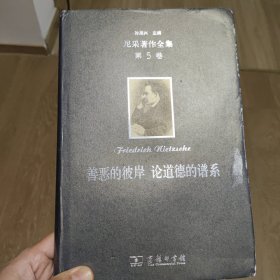 孙周兴 主编
尼采著作全集
第 5 卷
Friedrich Nietzsche
善恶的彼岸 论道德的谱系
商务印书馆